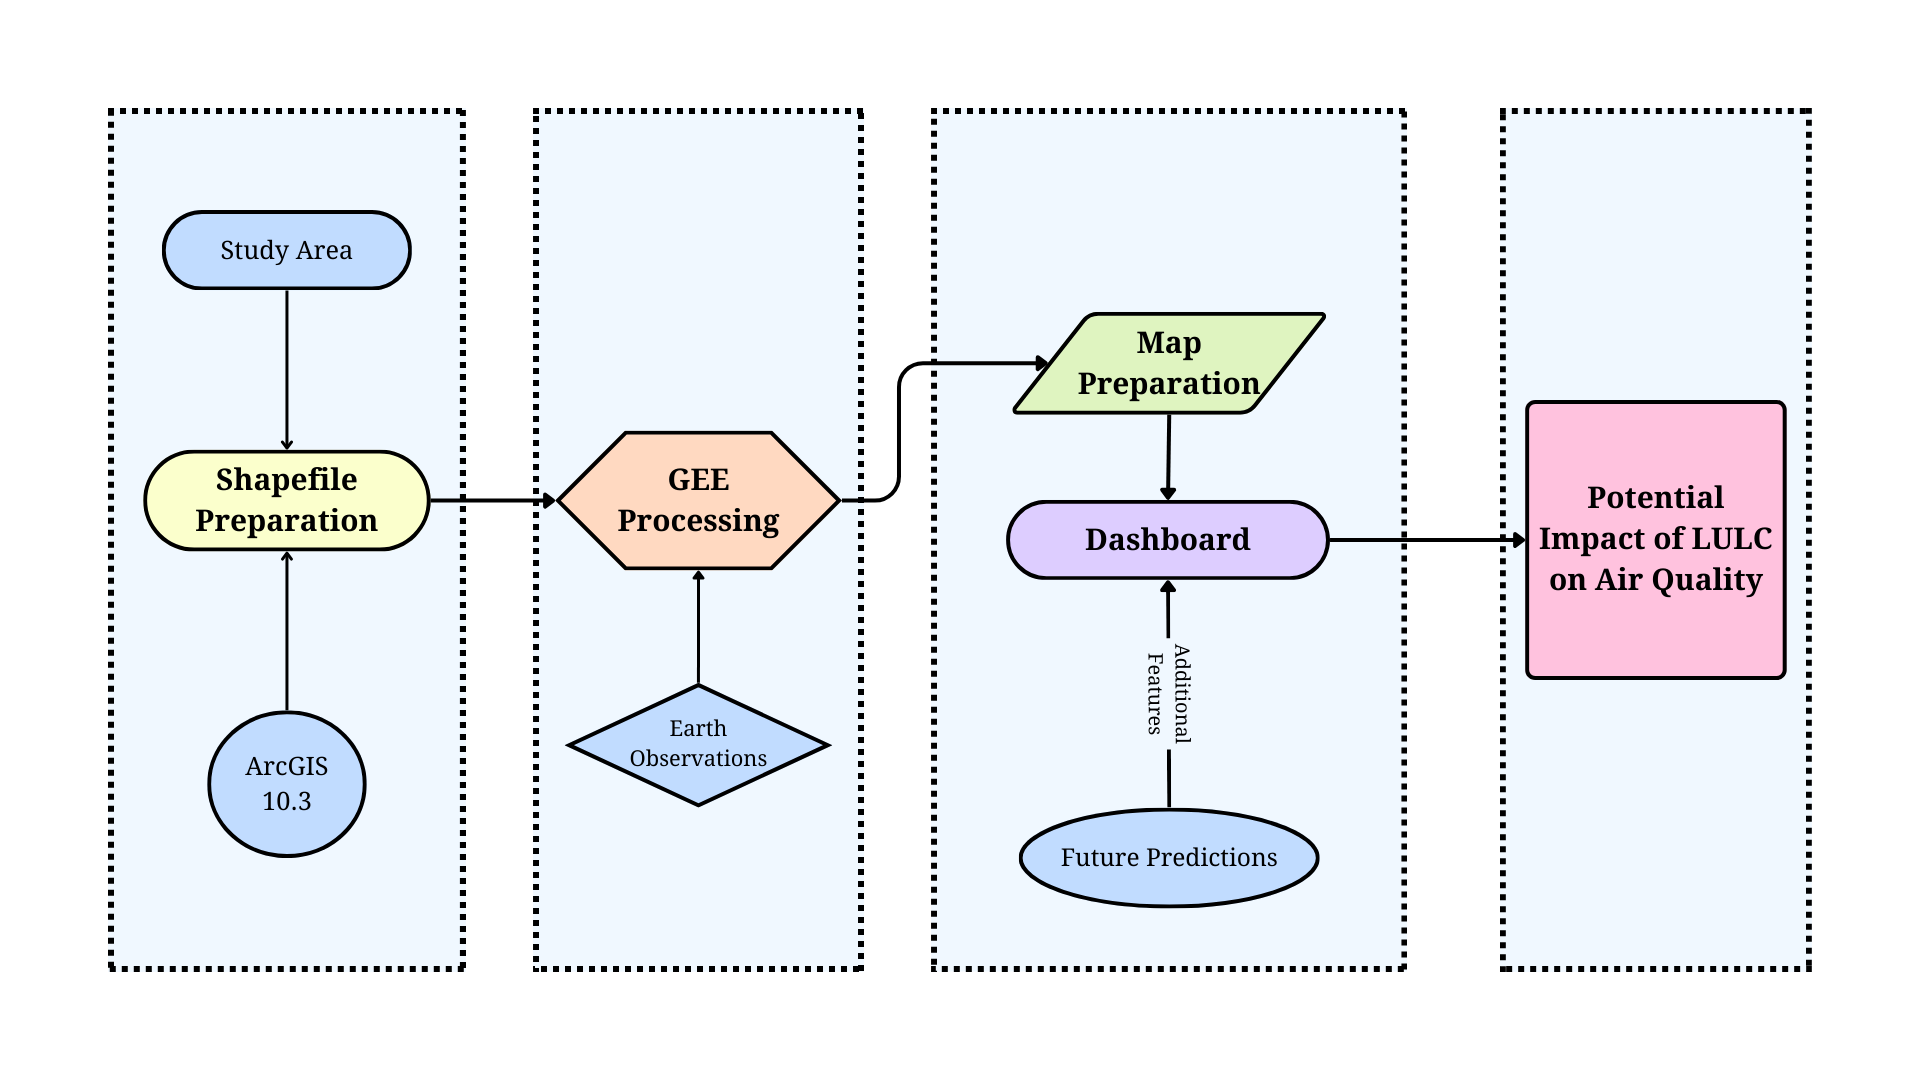 Study Area
Shapefile
Preparation
ArcGIS
10.3
GEE
Processing
Earth
Observations
Map
Preparation
Dashboard
Additional
Features
Future Predictions
Potential
Impact of LULC
on Air Quality